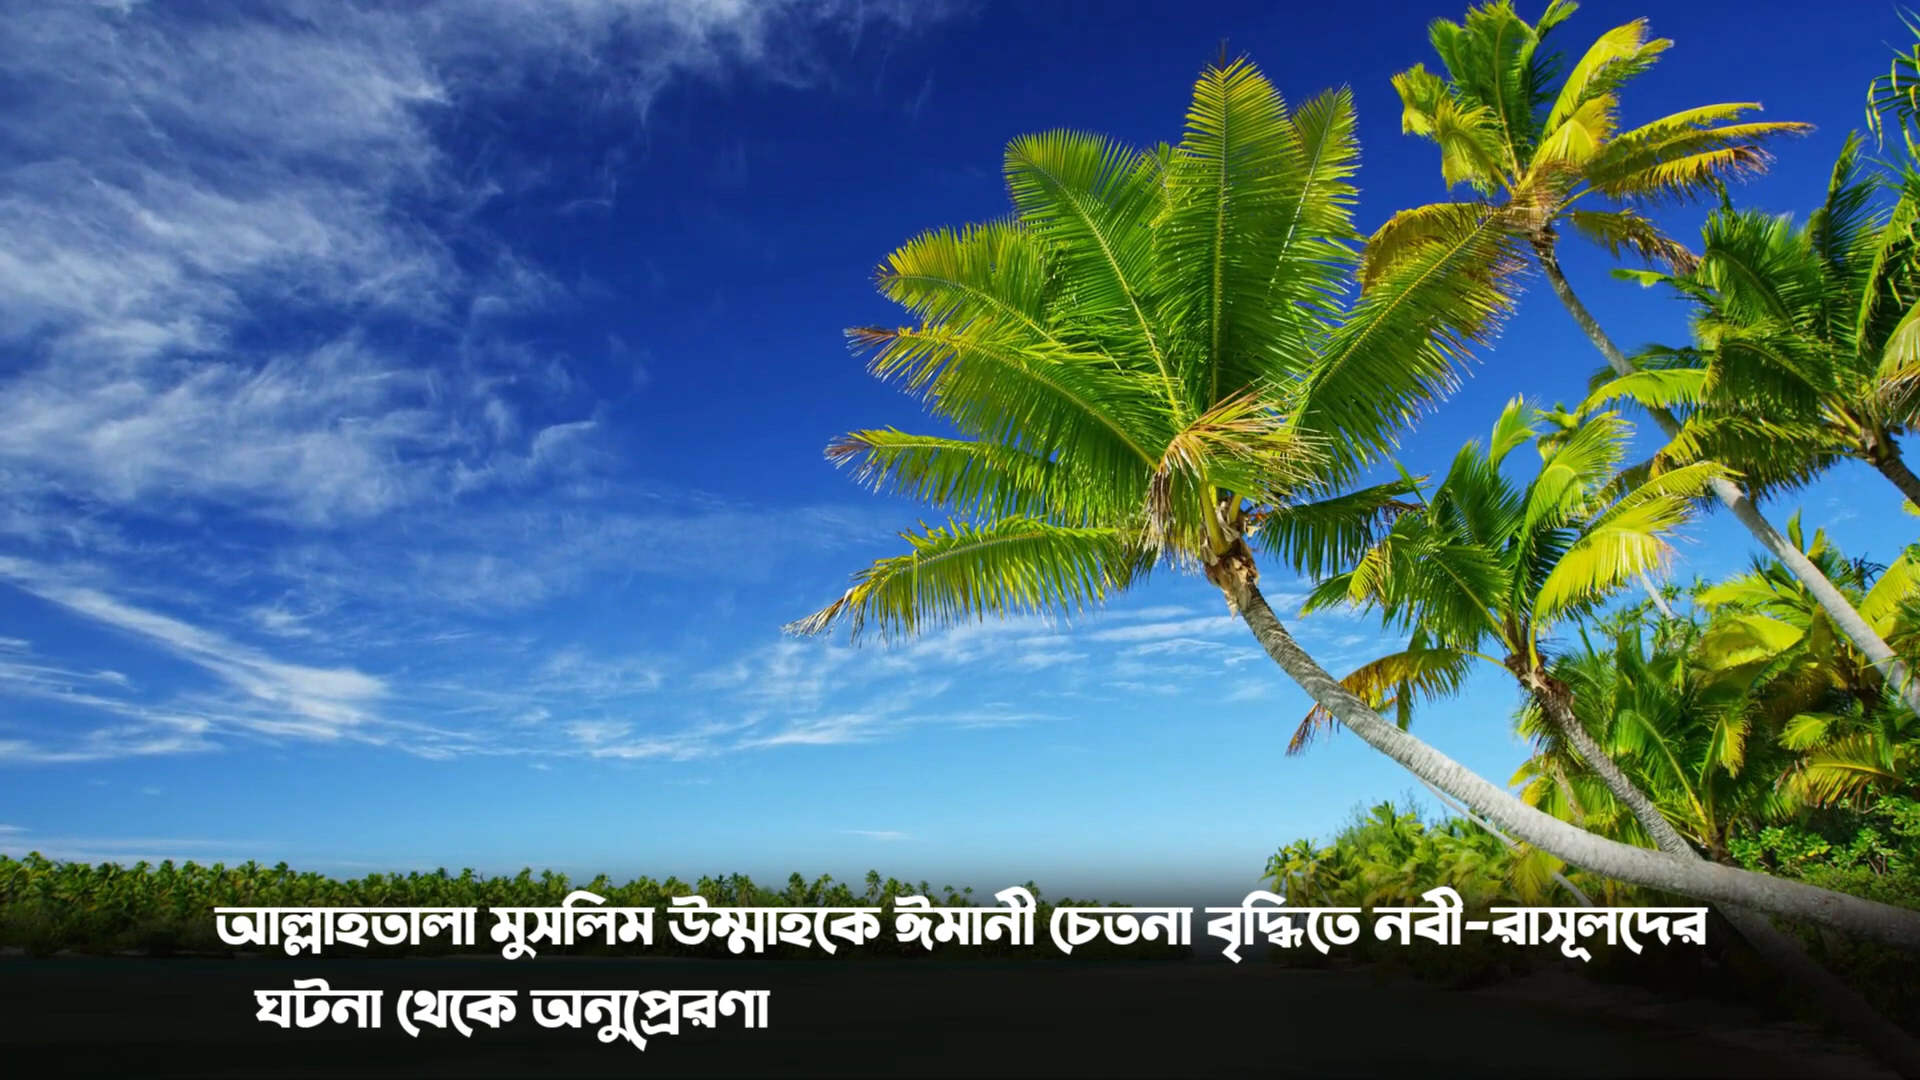 আল্লাহতালা মুসলিম উম্মাহকে ঈমানী চেতনা বৃদ্ধিতে নবী-রাসূলদের
ঘটনা থেকে অনুপ্রেরণা